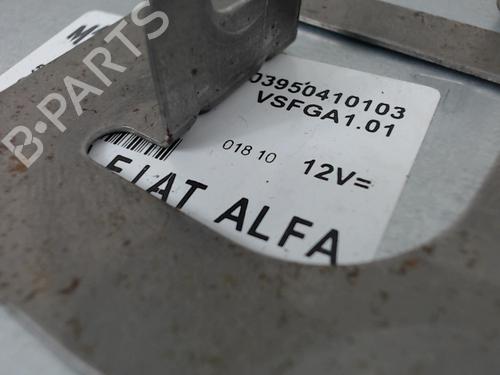 B-PARTS
03950410103
VSFGA1.01
018 10
12V=
FIAT ALFA